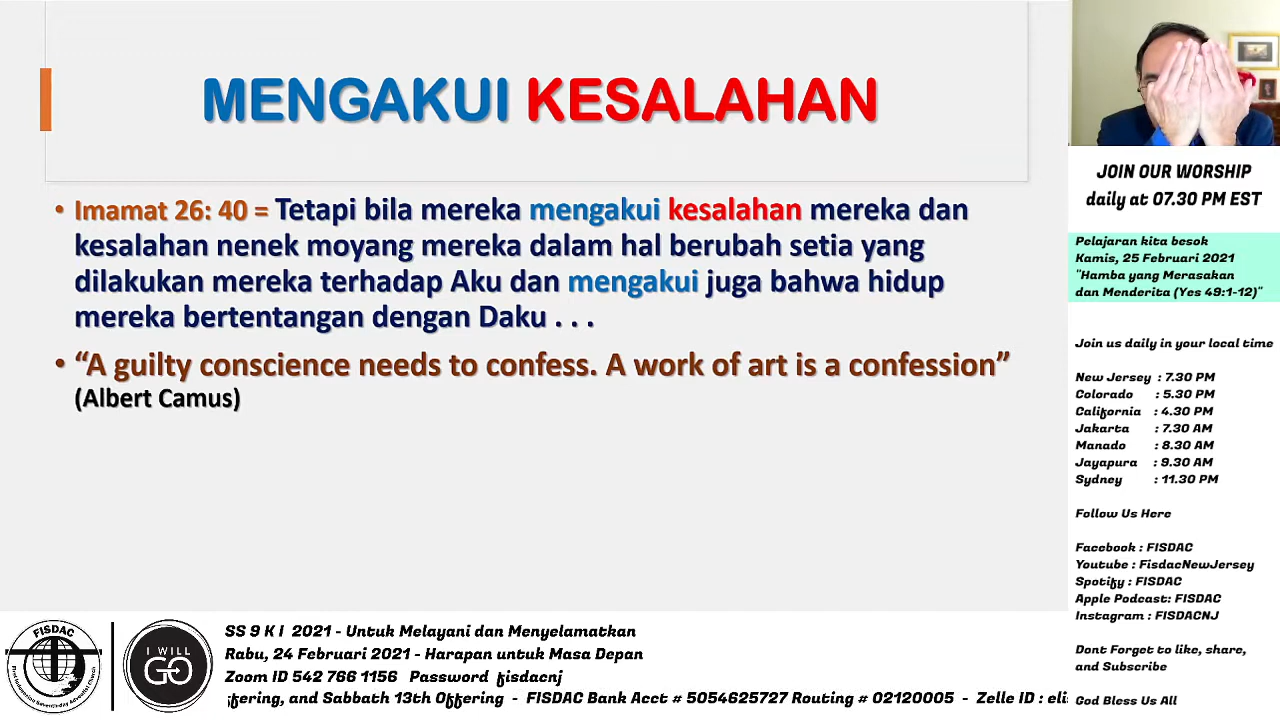 MENGAKUI KESALAHAN
• Imamat 26: 40 = Tetapi bila mereka mengakui kesalahan mereka dan
kesalahan nenek moyang mereka dalam hal berubah setia yang
dilakukan mereka terhadap Aku dan mengakui juga bahwa hidup
mereka bertentangan dengan Daku . . .
• “A guilty conscience needs to confess. A work of art is a confession”
(Albert Camus)
JOIN OUR WORSHIP
daily at 07.30 PM EST
Pelajaran kita besok
Kamis, 25 Februari 2021
"Hamba yang Merasakan
dan Menderita (Yes 49:1-12)"
Join us daily in your local time
New Jersey : 7.30 PM
Colorado : 5.30 PM
California : 4.30 PM
Jakarta : 7.30 AM
Manado : 8.30 AM
Jayapura : 9.30 AM
Sydney : 11.30 PM
Follow Us Here
Facebook : FISDAC
Youtube : FisdacNewJersey
Spotify : FISDAC
Apple Podcast: FISDAC
Instagram : FISDACNJ
Dont Forget to like, share,
and Subscribe
God Bless Us All
FISDAC
I WILL
GO
SS 9 K I 2021 - Untuk Melayani dan Menyelamatkan
Rabu, 24 Februari 2021 - Harapan untuk Masa Depan
Zoom ID 542 766 1156 Password fisdacnj
fering, and Sabbath 13th Offering - FISDAC Bank Acct # 5054625727 Routing # 02120005 - Zelle ID : eli